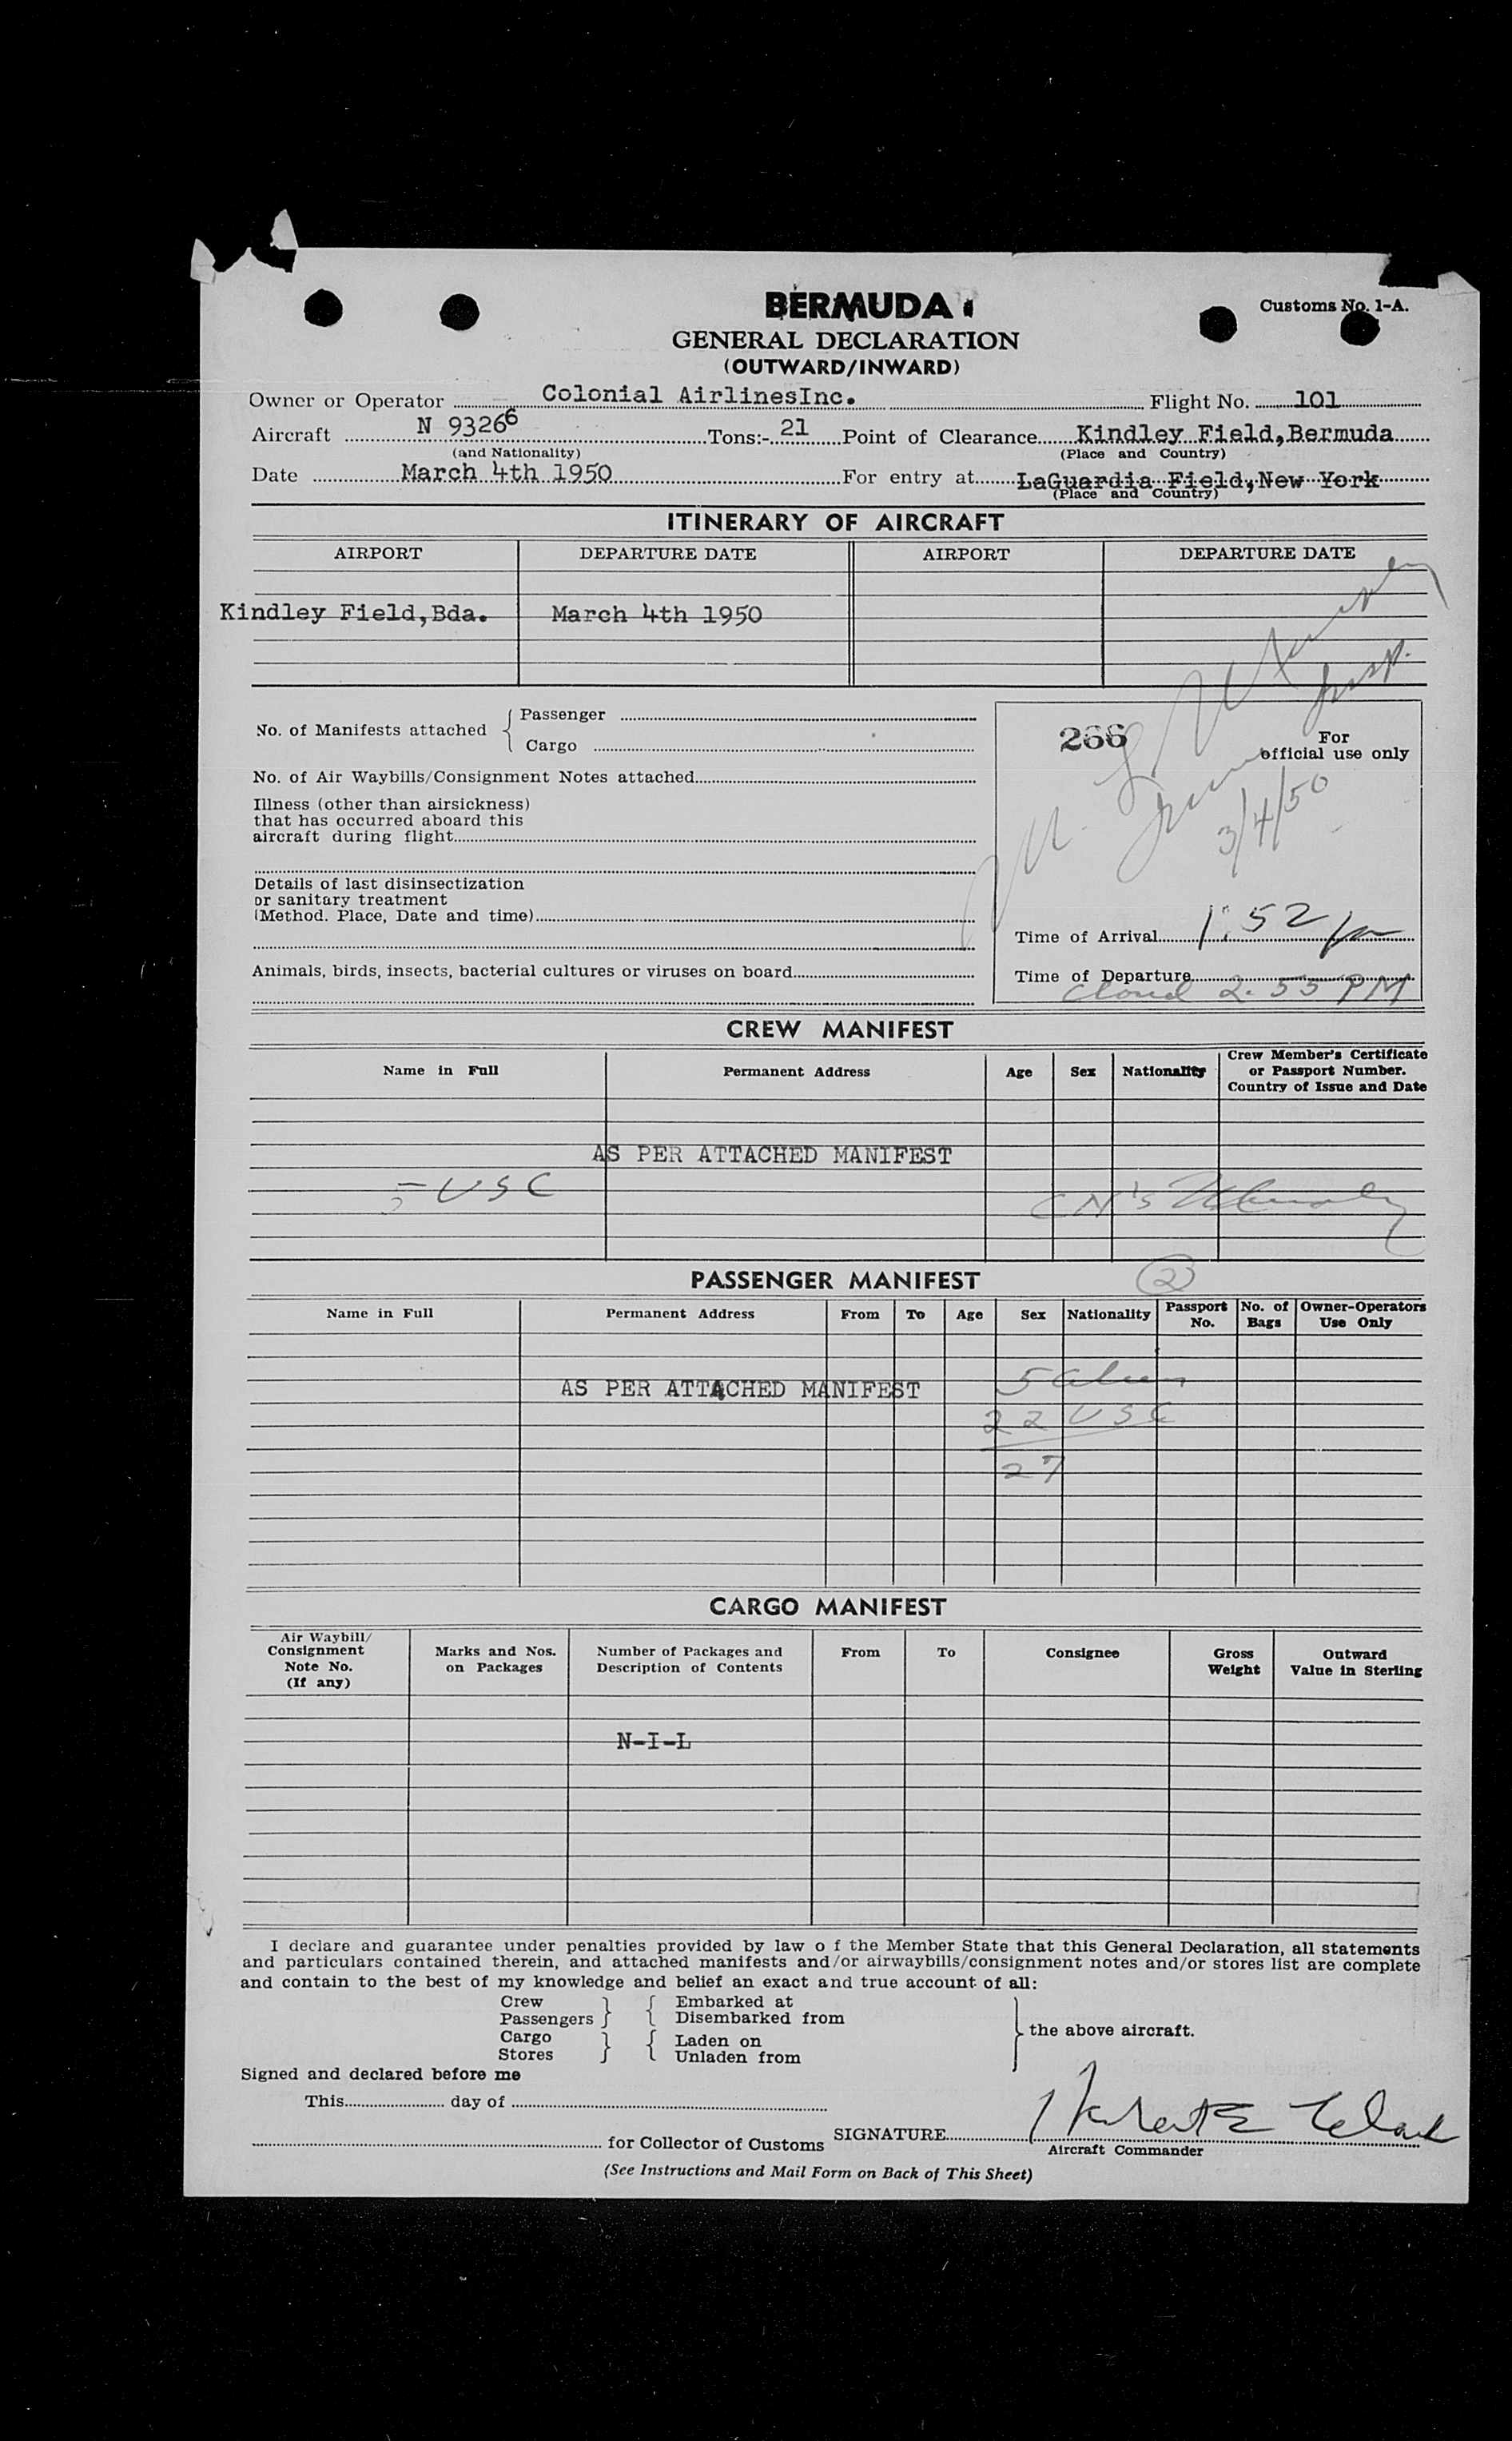 BERMUDA
Customs No. 1-A.
GENERAL DECLARATION
(OUTWARD/INWARD)
Owner or Operator Colonial AirlinesInc. Flight No. 101
Aircraft N 93266 Tons:- 21 Point of Clearance Kindley Field,Bermuda
(and Nationality) (Place and Country)
Date March 4th 1950 For entry at LaGuardia Field,New York
(Place and Country)
ITINERARY OF AIRCRAFT
AIRPORT DEPARTURE DATE AIRPORT DEPARTURE DATE
Kindley Field,Bda. March 4th 1950
Insp.
No. of Manifests attached { Passenger
Cargo
266
For
official use only
No. of Air Waybills/Consignment Notes attached
3/4/50
Illness (other than airsickness)
that has occurred aboard this
aircraft during flight
Details of last disinsectization
or sanitary treatment
(Method. Place, Date and time)
Time of Arrival 1:52 pm
Animals, birds, insects, bacterial cultures or viruses on board
Time of Departure
2.55 PM
CREW MANIFEST
Name in Full Permanent Address Age Sex Nationality Crew Member's Certificate
or Passport Number.
Country of Issue and Date
AS PER ATTACHED MANIFEST
5 USC
PASSENGER MANIFEST
2
Name in Full Permanent Address From To Age Sex Nationality Passport No. No. of Bags Owner-Operators Use Only
AS PER ATTACHED MANIFEST
5 alien
22 USC
27
CARGO MANIFEST
Air Waybill/
Consignment
Note No.
(If any)
Marks and Nos.
on Packages
Number of Packages and
Description of Contents
From To Consignee
Gross
Weight
Outward
Value in Sterling
N-I-L
I declare and guarantee under penalties provided by law o f the Member State that this General Declaration, all statements
and particulars contained therein, and attached manifests and/or airwaybills/consignment notes and/or stores list are complete
and contain to the best of my knowledge and belief an exact and true account of all:
Crew } { Embarked at
Passengers } { Disembarked from
Cargo } { Laden on
Stores } { Unladen from
} the above aircraft.
Signed and declared before me
This day of
for Collector of Customs
SIGNATURE
Aircraft Commander
(See Instructions and Mail Form on Back of This Sheet)